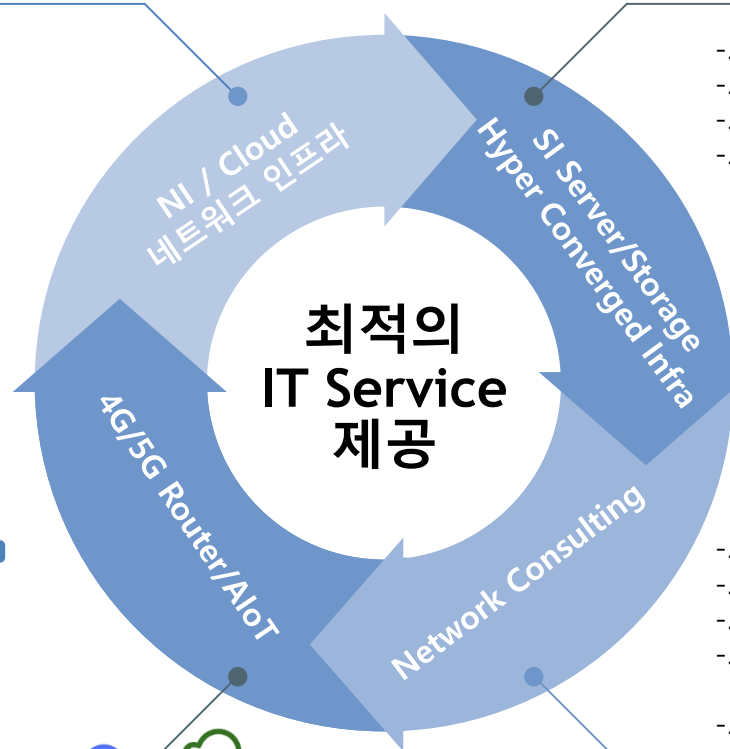 NI / Cloud
네트워크 인프라
SI Server/Storage
Hyper Converged Infra
최적의
IT Service
제공
4G/5G Router/AIoT
Network Consulting